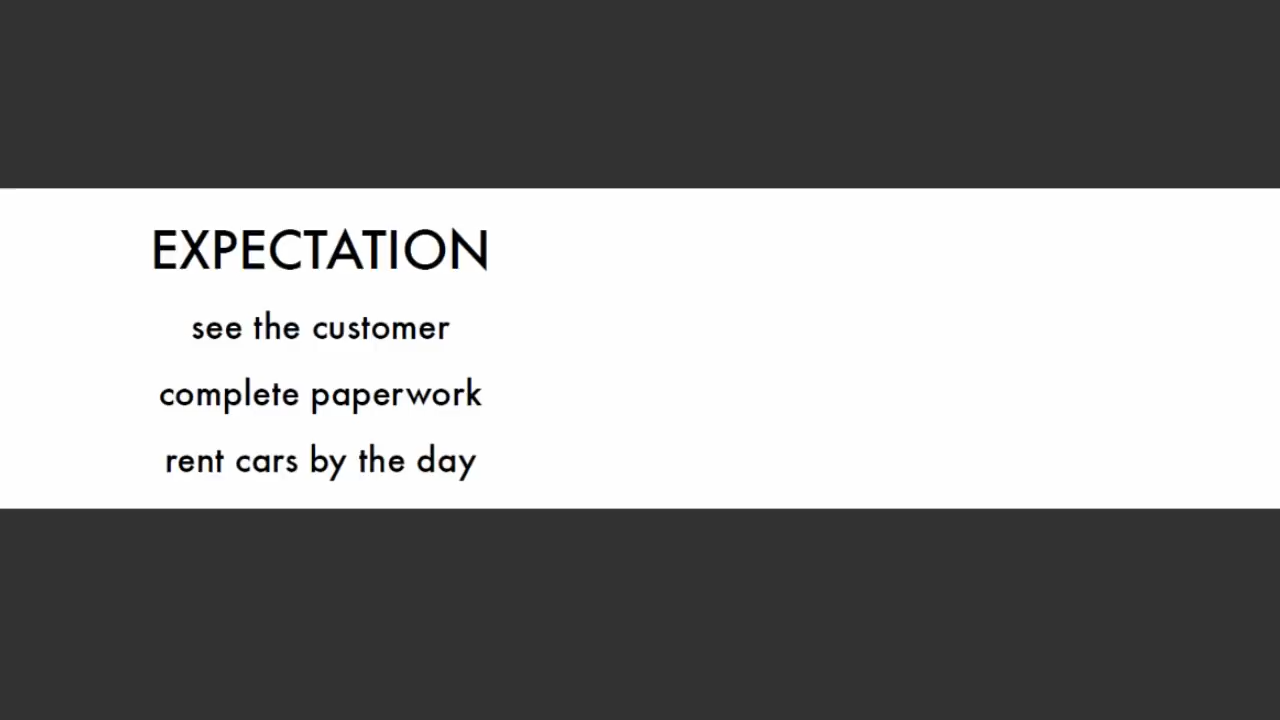 EXPECTATION
see the customer
complete paperwork
rent cars by the day